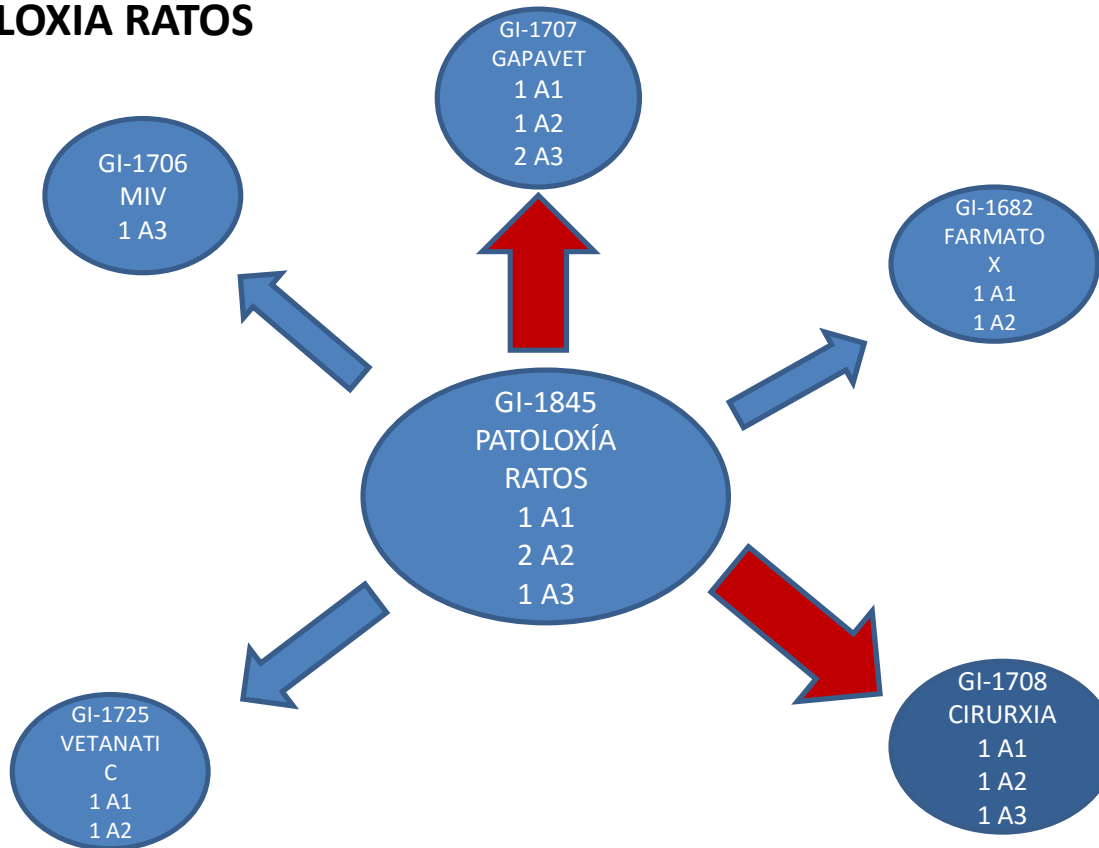 LOXIA RATOS
GI-1707
GAPAVET
1 A1
1 A2
2 A3
GI-1706
MIV
1 A3
GI-1682
FARMATO
X
1 A1
1 A2
GI-1845
PATOLOXÍA
RATOS
1 A1
2 A2
1 A3
GI-1725
VETANATI
C
1 A1
1 A2
GI-1708
CIRURXIA
1 A1
1 A2
1 A3